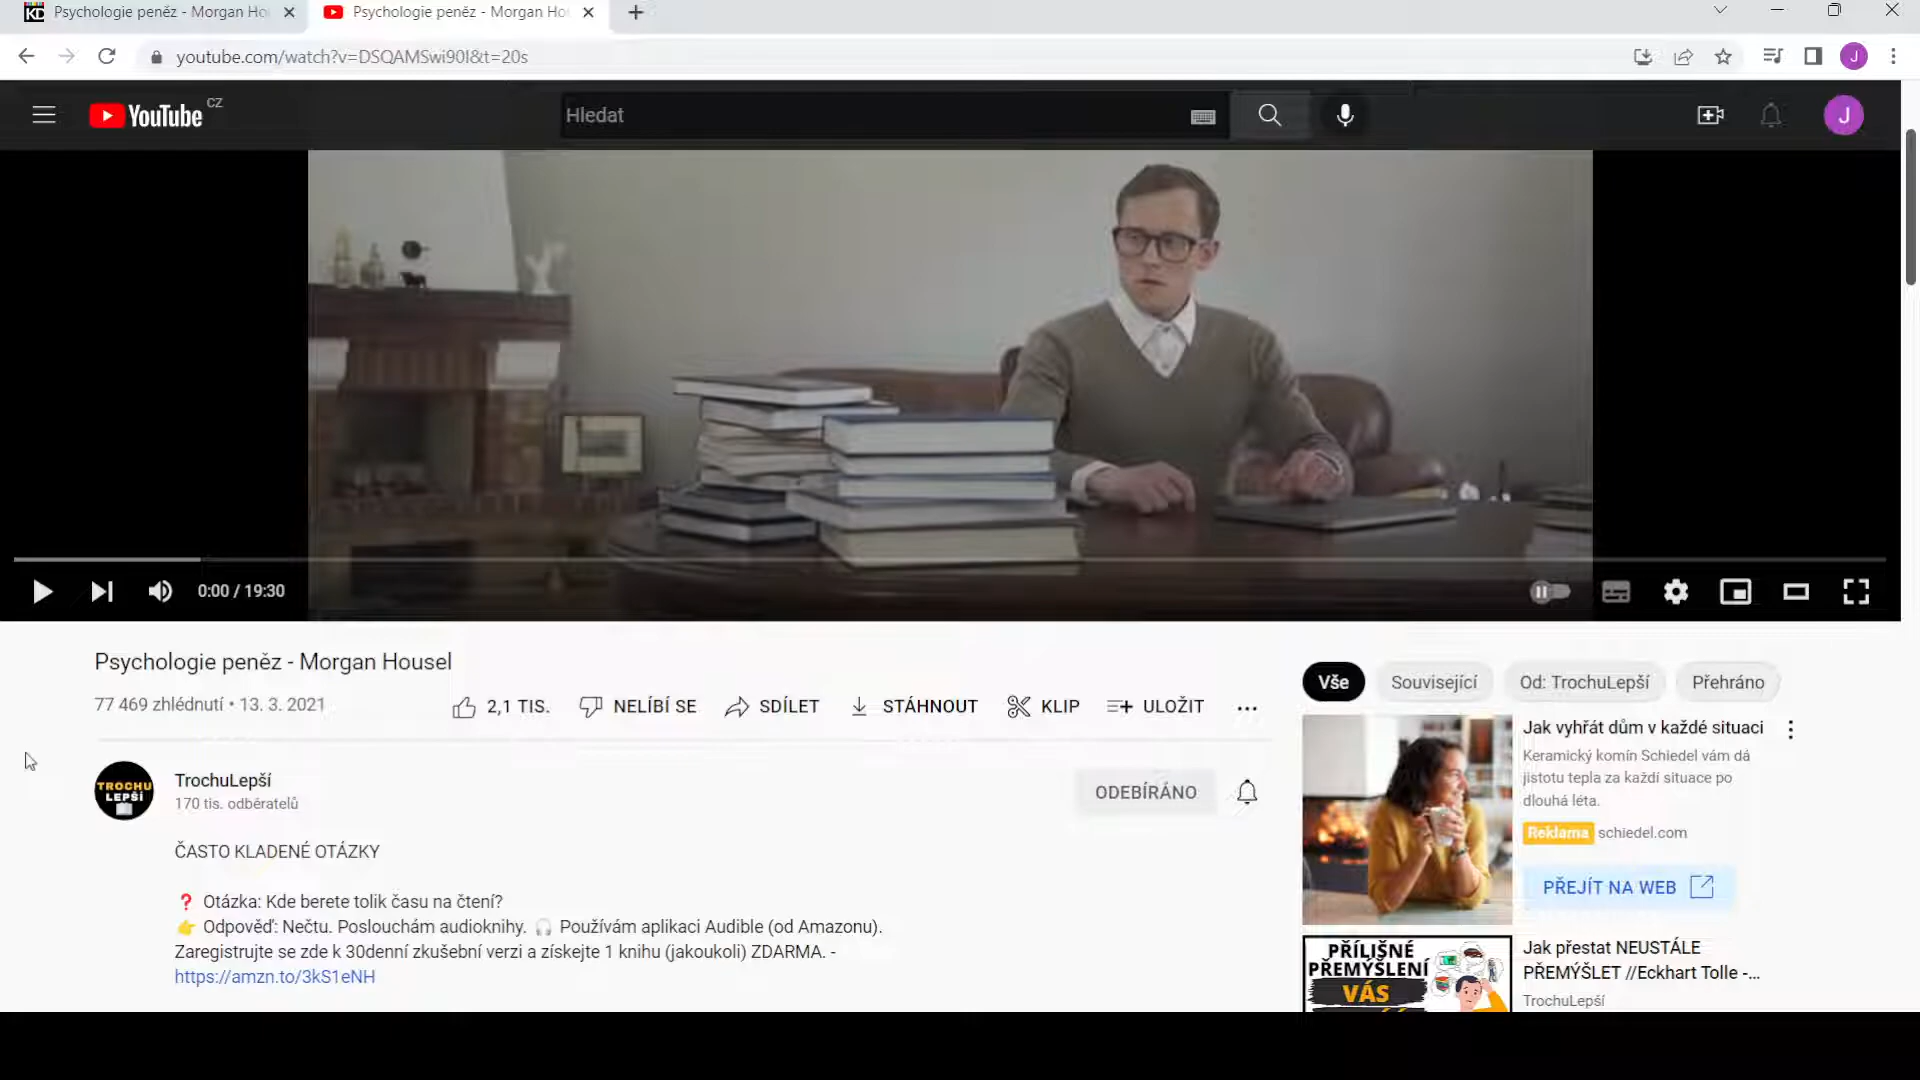 Psychologie peněz - Morgan Ho
Psychologie peněz - Morgan Ho
youtube.com/watch?v=DSQAMSwi90I&t=20s
J
YouTube CZ
Hledat
J
0:00 / 19:30
Psychologie peněz - Morgan Housel
77 469 zhlédnutí • 13. 3. 2021
2,1 TIS.
NELÍBÍ SE
SDÍLET
STÁHNOUT
KLIP
ULOŽIT
TROCHU
LEPŠÍ
TrochuLepší
170 tis. odběratelů
ODEBÍRÁNO
ČASTO KLADENÉ OTÁZKY
❓ Otázka: Kde berete tolik času na čtení?
👉 Odpověď: Nečtu. Poslouchám audioknihy. 🎧 Používám aplikaci Audible (od Amazonu).
Zaregistrujte se zde k 30denní zkušební verzi a získejte 1 knihu (jakoukoli) ZDARMA. -
https://amzn.to/3kS1eNH
Vše
Související
Od: TrochuLepší
Přehráno
Jak vyhřát dům v každé situaci
Keramický komín Schiedel vám dá
jistotu tepla za každí situace po
dlouhá léta.
Reklama schiedel.com
PŘEJÍT NA WEB
PŘÍLIŠNÉ
PŘEMÝŠLENÍ
VÁS
Jak přestat NEUSTÁLE
PŘEMÝŠLET //Eckhart Tolle -...
TrochuLepší